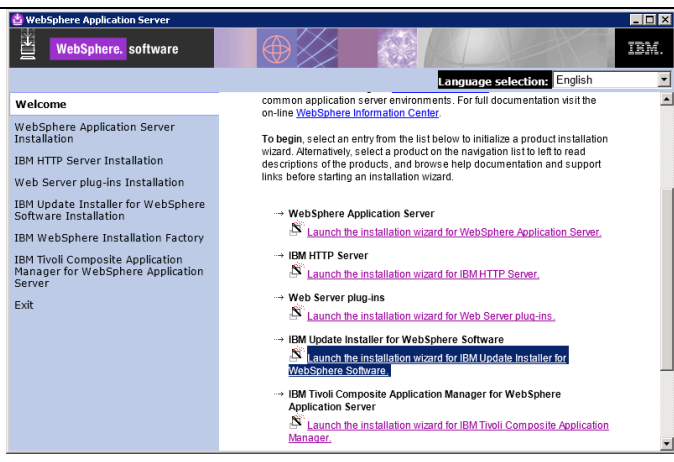 WebSphere Application Server
WebSphere. software
IBM.
Language selection: English
Welcome
WebSphere Application Server
Installation
IBM HTTP Server Installation
Web Server plug-ins Installation
IBM Update Installer for WebSphere
Software Installation
IBM WebSphere Installation Factory
IBM Tivoli Composite Application
Manager for WebSphere Application
Server
Exit
common application server environments. For full documentation visit the
on-line WebSphere Information Center.
To begin, select an entry from the list below to initialize a product installation
wizard. Alternatively, select a product on the navigation list to left to read
descriptions of the products, and browse help documentation and support
links before starting an installation wizard.
WebSphere Application Server
Launch the installation wizard for WebSphere Application Server.
IBM HTTP Server
Launch the installation wizard for IBM HTTP Server.
Web Server plug-ins
Launch the installation wizard for Web Server plug-ins.
IBM Update Installer for WebSphere Software
Launch the installation wizard for IBM Update Installer for
WebSphere Software.
IBM Tivoli Composite Application Manager for WebSphere
Application Server
Launch the installation wizard for IBM Tivoli Composite Application
Manager.